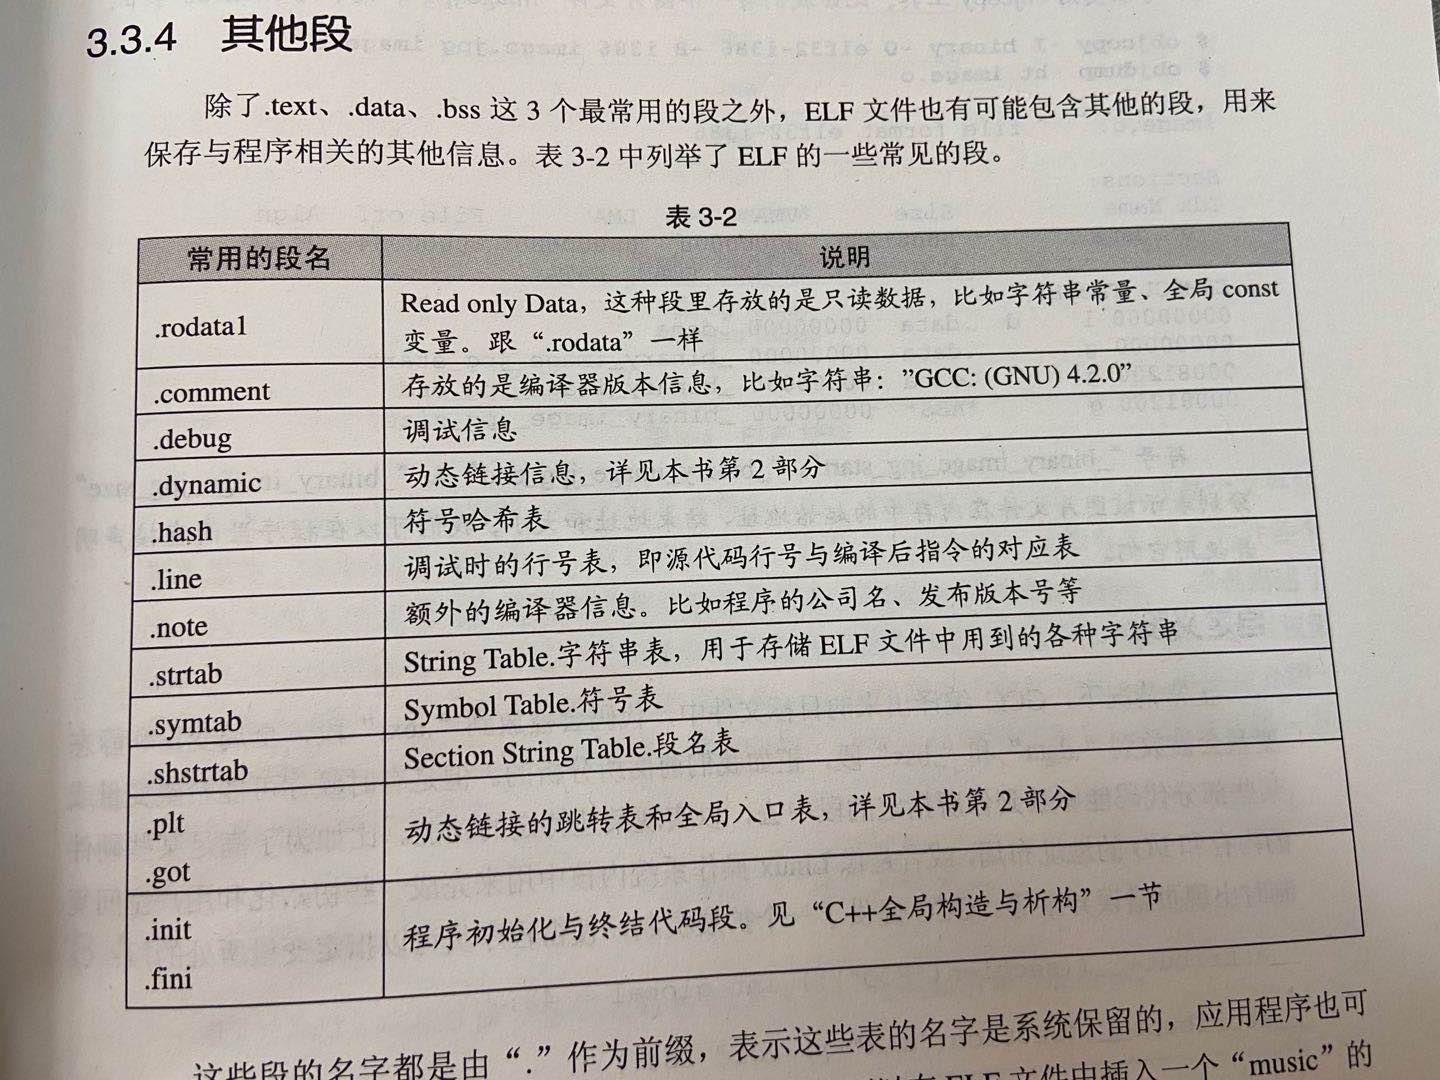 3.3.4 其他段
除了.text、.data、.bss 这 3 个最常用的段之外，ELF 文件也有可能包含其他的段，用来
保存与程序相关的其他信息。表 3-2 中列举了 ELF 的一些常见的段。
表 3-2
常用的段名 说明
.rodata1 Read only Data，这种段里存放的是只读数据，比如字符串常量、全局 const
变量。跟“.rodata”一样
.comment 存放的是编译器版本信息，比如字符串：”GCC: (GNU) 4.2.0”
.debug 调试信息
.dynamic 动态链接信息，详见本书第 2 部分
.hash 符号哈希表
.line 调试时的行号表，即源代码行号与编译后指令的对应表
.note 额外的编译器信息。比如程序的公司名、发布版本号等
.strtab String Table.字符串表，用于存储 ELF 文件中用到的各种字符串
.symtab Symbol Table.符号表
.shstrtab Section String Table.段名表
.plt
.got 动态链接的跳转表和全局入口表，详见本书第 2 部分
.init
.fini 程序初始化与终结代码段。见“C++全局构造与析构”一节
这些段的名字都是由“.”作为前缀，表示这些表的名字是系统保留的，应用程序也可
ELF 文件中插入一个“music”的